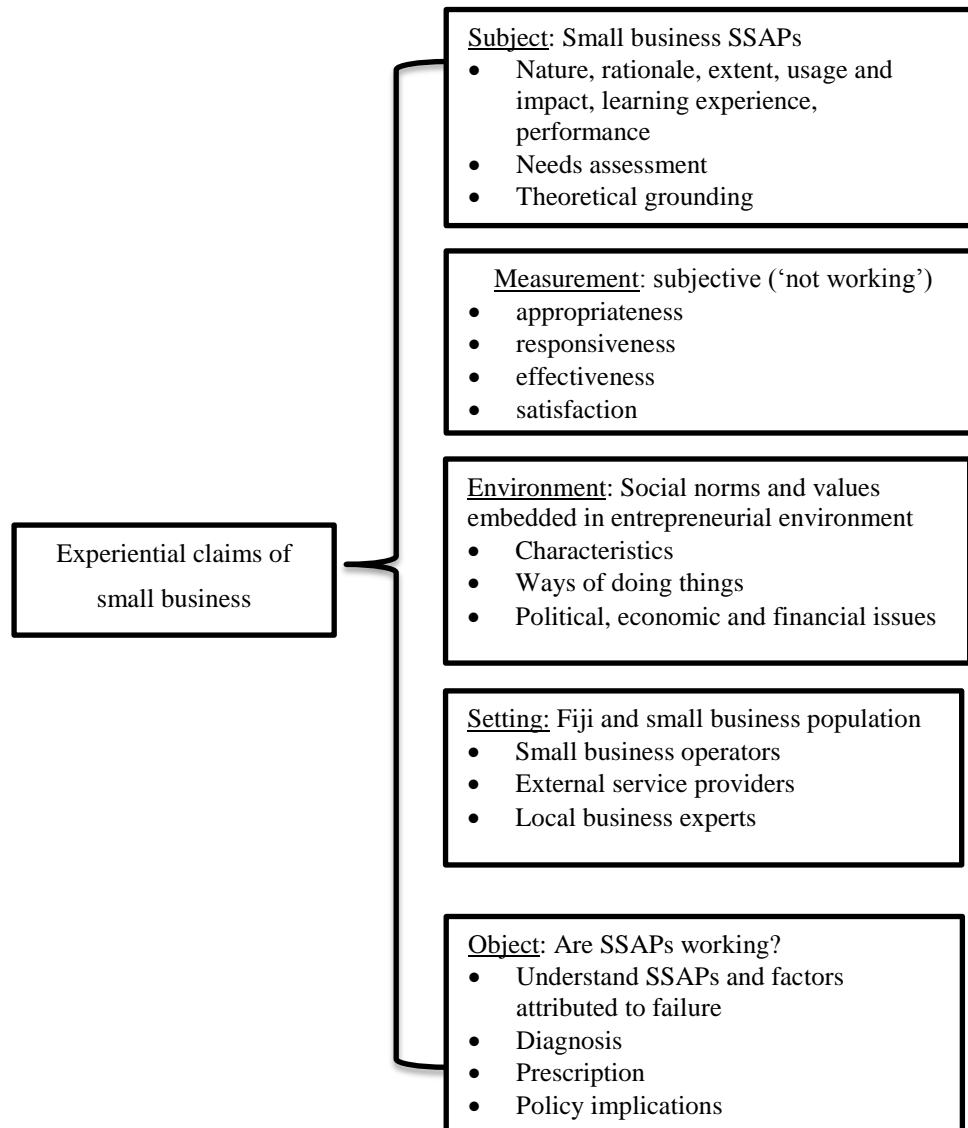 Subject: Small business SSAPs
• Nature, rationale, extent, usage and
impact, learning experience,
performance
• Needs assessment
• Theoretical grounding
Measurement: subjective (‘not working’)
• appropriateness
• responsiveness
• effectiveness
• satisfaction
Experiential claims of
small business
Environment: Social norms and values
embedded in entrepreneurial environment
• Characteristics
• Ways of doing things
• Political, economic and financial issues
Setting: Fiji and small business population
• Small business operators
• External service providers
• Local business experts
Object: Are SSAPs working?
• Understand SSAPs and factors
attributed to failure
• Diagnosis
• Prescription
• Policy implications